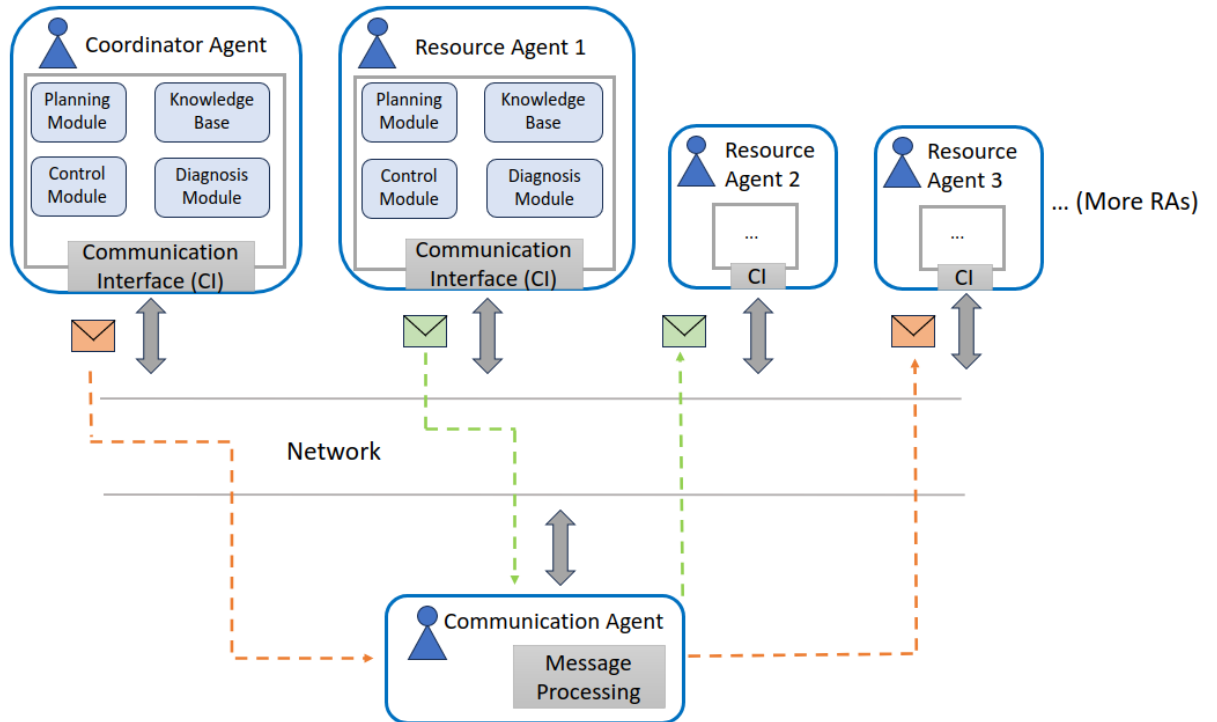 Coordinator Agent
Planning
Module
Knowledge
Base
Control
Module
Diagnosis
Module
Communication
Interface (CI)
Resource Agent 1
Planning
Module
Knowledge
Base
Control
Module
Diagnosis
Module
Communication
Interface (CI)
Resource
Agent 2
...
CI
Resource
Agent 3
...
CI
... (More RAs)
Network
Communication Agent
Message
Processing